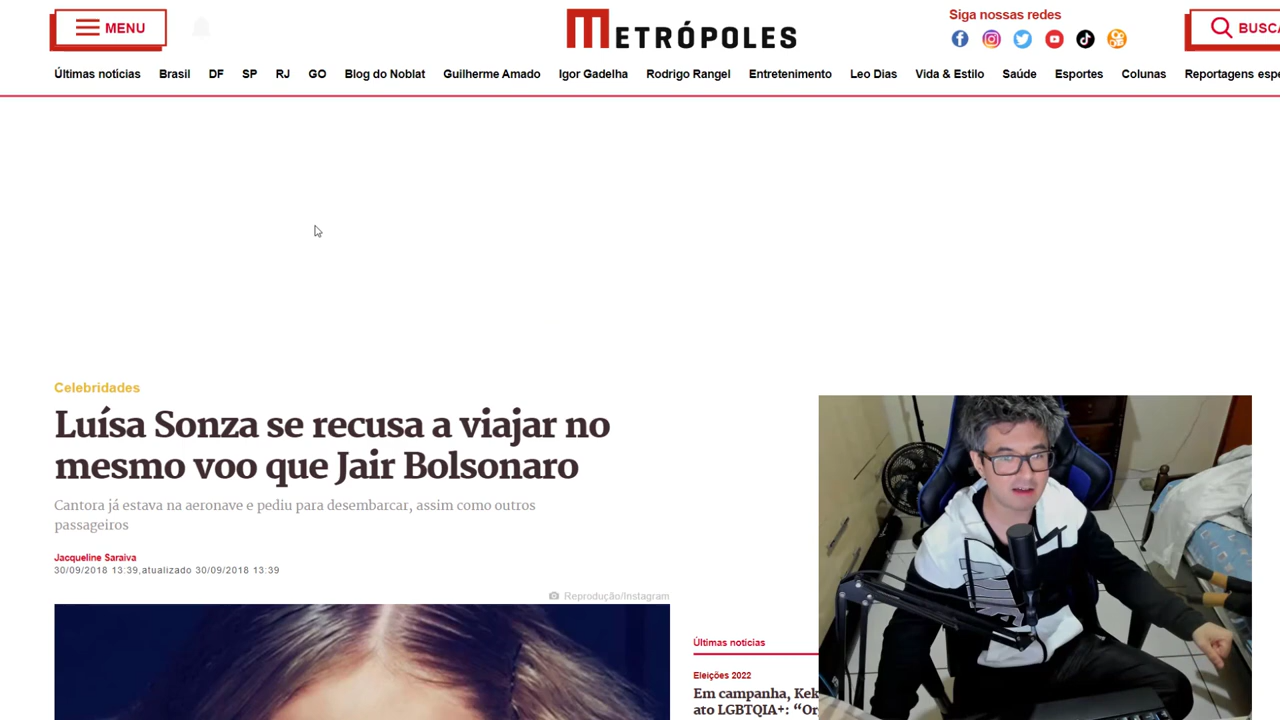 MENU
METRÓPOLES
Siga nossas redes
BUSCA
Últimas notícias Brasil DF SP RJ GO Blog do Noblat Guilherme Amado Igor Gadelha Rodrigo Rangel Entretenimento Leo Dias Vida & Estilo Saúde Esportes Colunas Reportagens espe
Celebridades
Luísa Sonza se recusa a viajar no
mesmo voo que Jair Bolsonaro
Cantora já estava na aeronave e pediu para desembarcar, assim como outros
passageiros
Jacqueline Saraiva
30/09/2018 13:39,atualizado 30/09/2018 13:39
Reprodução/Instagram
Últimas notícias
Eleições 2022
Em campanha, Kek
ato LGBTQIA+: “Or